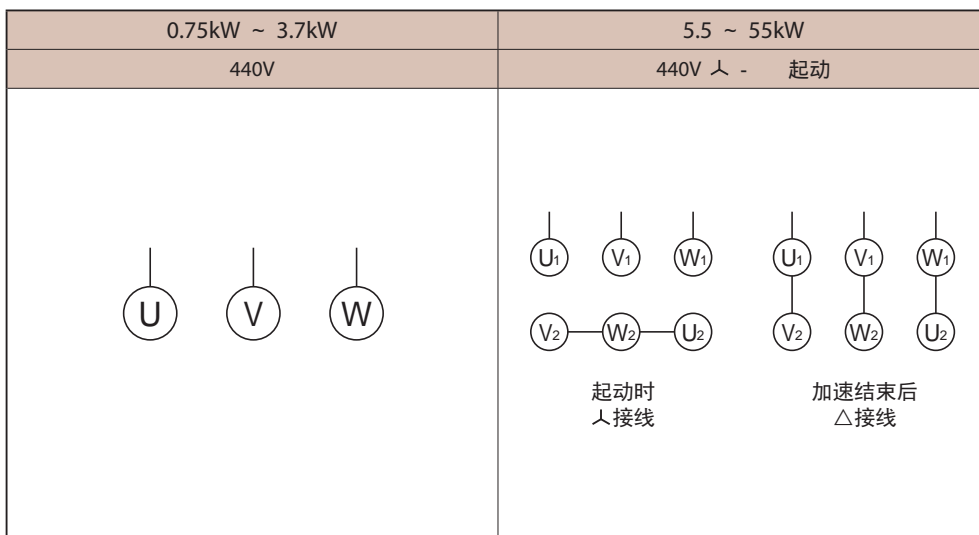 0.75kW ~ 3.7kW
5.5 ~ 55kW
440V
440V 人 - 起动
U V W
U1 V1 W1
V2 W2 U2
起动时
人接线
U1 V1 W1
V2 W2 U2
加速结束后
△接线